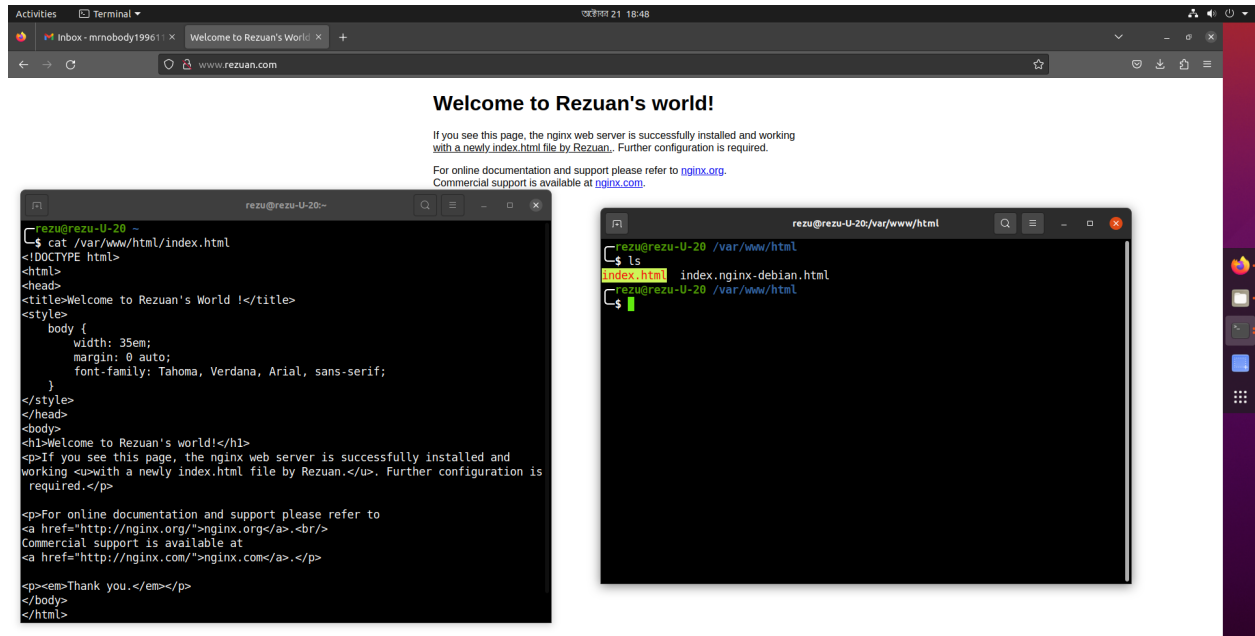 Activities Terminal অক্টোবর 21 18:48
Inbox - mrnobody199611 Welcome to Rezuan's World
www.rezuan.com
Welcome to Rezuan's world!
If you see this page, the nginx web server is successfully installed and working
with a newly index.html file by Rezuan.. Further configuration is required.
For online documentation and support please refer to nginx.org.
Commercial support is available at nginx.com.
rezu@rezu-U-20:~
rezu@rezu-U-20 ~
$ cat /var/www/html/index.html
<!DOCTYPE html>
<html>
<head>
<title>Welcome to Rezuan's World !</title>
<style>
body {
width: 35em;
margin: 0 auto;
font-family: Tahoma, Verdana, Arial, sans-serif;
}
</style>
</head>
<body>
<h1>Welcome to Rezuan's world!</h1>
<p>If you see this page, the nginx web server is successfully installed and
working <u>with a newly index.html file by Rezuan.</u>. Further configuration is
required.</p>
<p>For online documentation and support please refer to
<a href="http://nginx.org/">nginx.org</a>.<br/>
Commercial support is available at
<a href="http://nginx.com/">nginx.com</a>.</p>
<p><em>Thank you.</em></p>
</body>
</html>
rezu@rezu-U-20:/var/www/html
rezu@rezu-U-20 /var/www/html
$ ls
index.html index.nginx-debian.html
rezu@rezu-U-20 /var/www/html
$